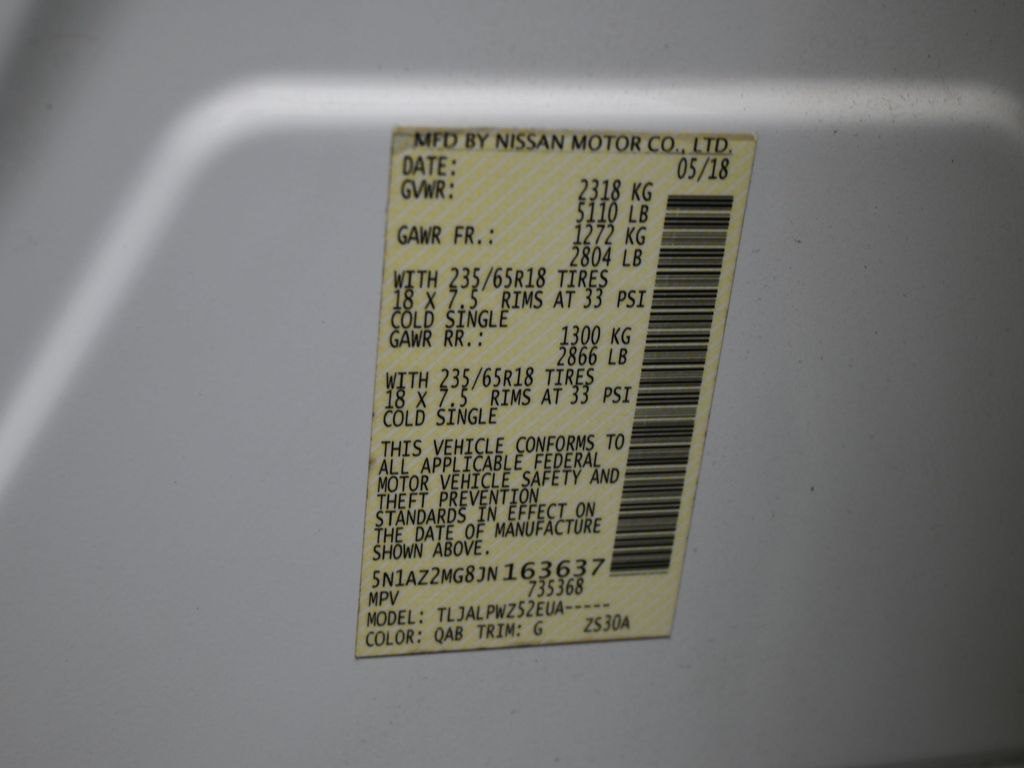 MFD BY NISSAN MOTOR CO., LTD.
DATE: 05/18
GVWR: 2318 KG
5110 LB
GAWR FR.: 1272 KG
2804 LB
WITH 235/65R18 TIRES
18 X 7.5 RIMS AT 33 PSI
COLD SINGLE
GAWR RR.: 1300 KG
2866 LB
WITH 235/65R18 TIRES
18 X 7.5 RIMS AT 33 PSI
COLD SINGLE
THIS VEHICLE CONFORMS TO
ALL APPLICABLE FEDERAL
MOTOR VEHICLE SAFETY AND
THEFT PREVENTION
STANDARDS IN EFFECT ON
THE DATE OF MANUFACTURE
SHOWN ABOVE.
5N1AZ2MG8JN163637
MPV 735368
MODEL: TLJALPWZ52EUA-----
COLOR: QAB TRIM: G ZS30A